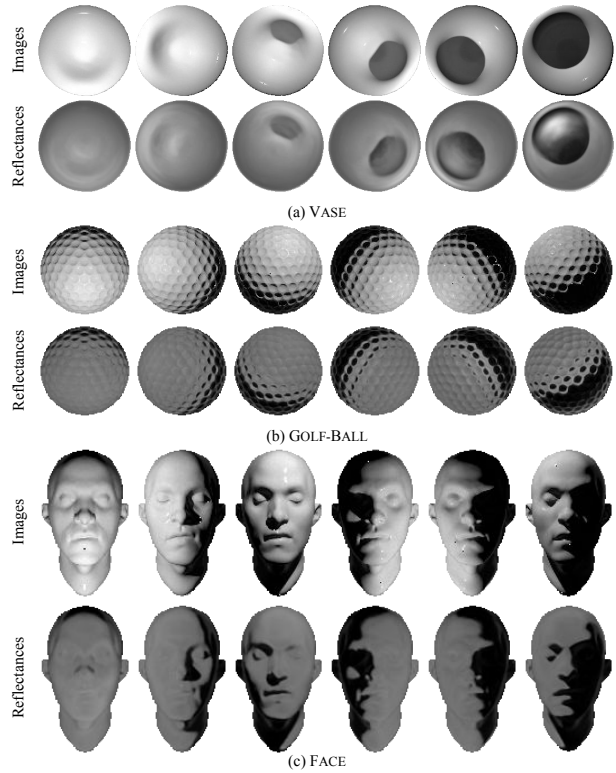 Images
Reflectances
(a) VASE
Images
Reflectances
(b) GOLF-BALL
Images
Reflectances
(c) FACE